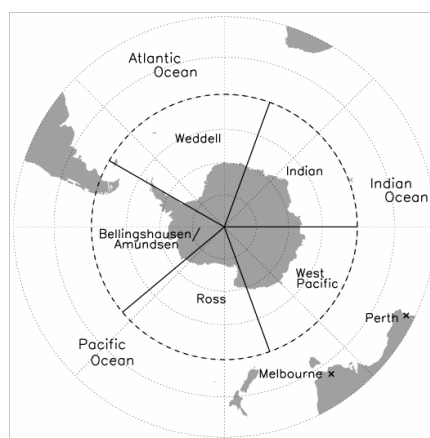 Atlantic
Ocean
Weddell
Indian
Indian
Ocean
Bellingshausen/
Amundsen
West
Pacific
Ross
Perth
Pacific
Ocean
Melbourne